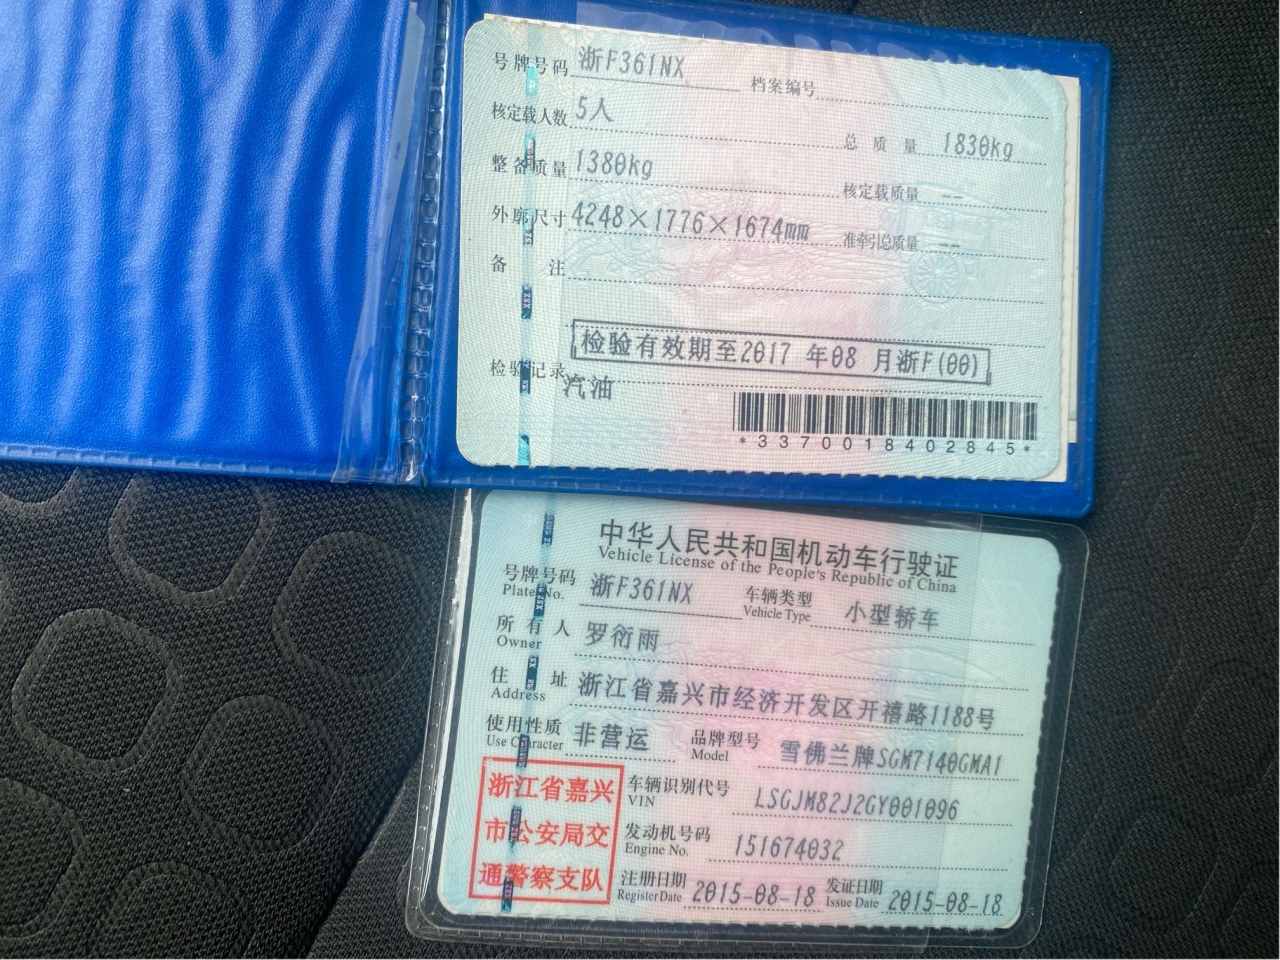 号牌号码 浙F361NX 档案编号
核定载人数 5人 总质量 1830kg
整备质量 1380kg 核定载质量 --
外廓尺寸 4248×1776×1674mm 准牵引总质量 --
备注
检验有效期至2017 年08 月浙F(00)
检验记录
汽油
*3370018402845*
中华人民共和国机动车行驶证
Vehicle License of the People's Republic of China
号牌号码 浙F361NX 车辆类型 小型轿车
Plate No. Vehicle Type
所有人 罗衍雨
Owner
住址 浙江省嘉兴市经济开发区开禧路1188号
Address
使用性质 非营运 品牌型号 雪佛兰牌SGM7140GMA1
Use Character Model
浙江省嘉兴
市公安局交
通警察支队
车辆识别代号 LSGJM82J2GY001096
VIN
发动机号码 151674032
Engine No.
注册日期 2015-08-18 发证日期 2015-08-18
Register Date Issue Date